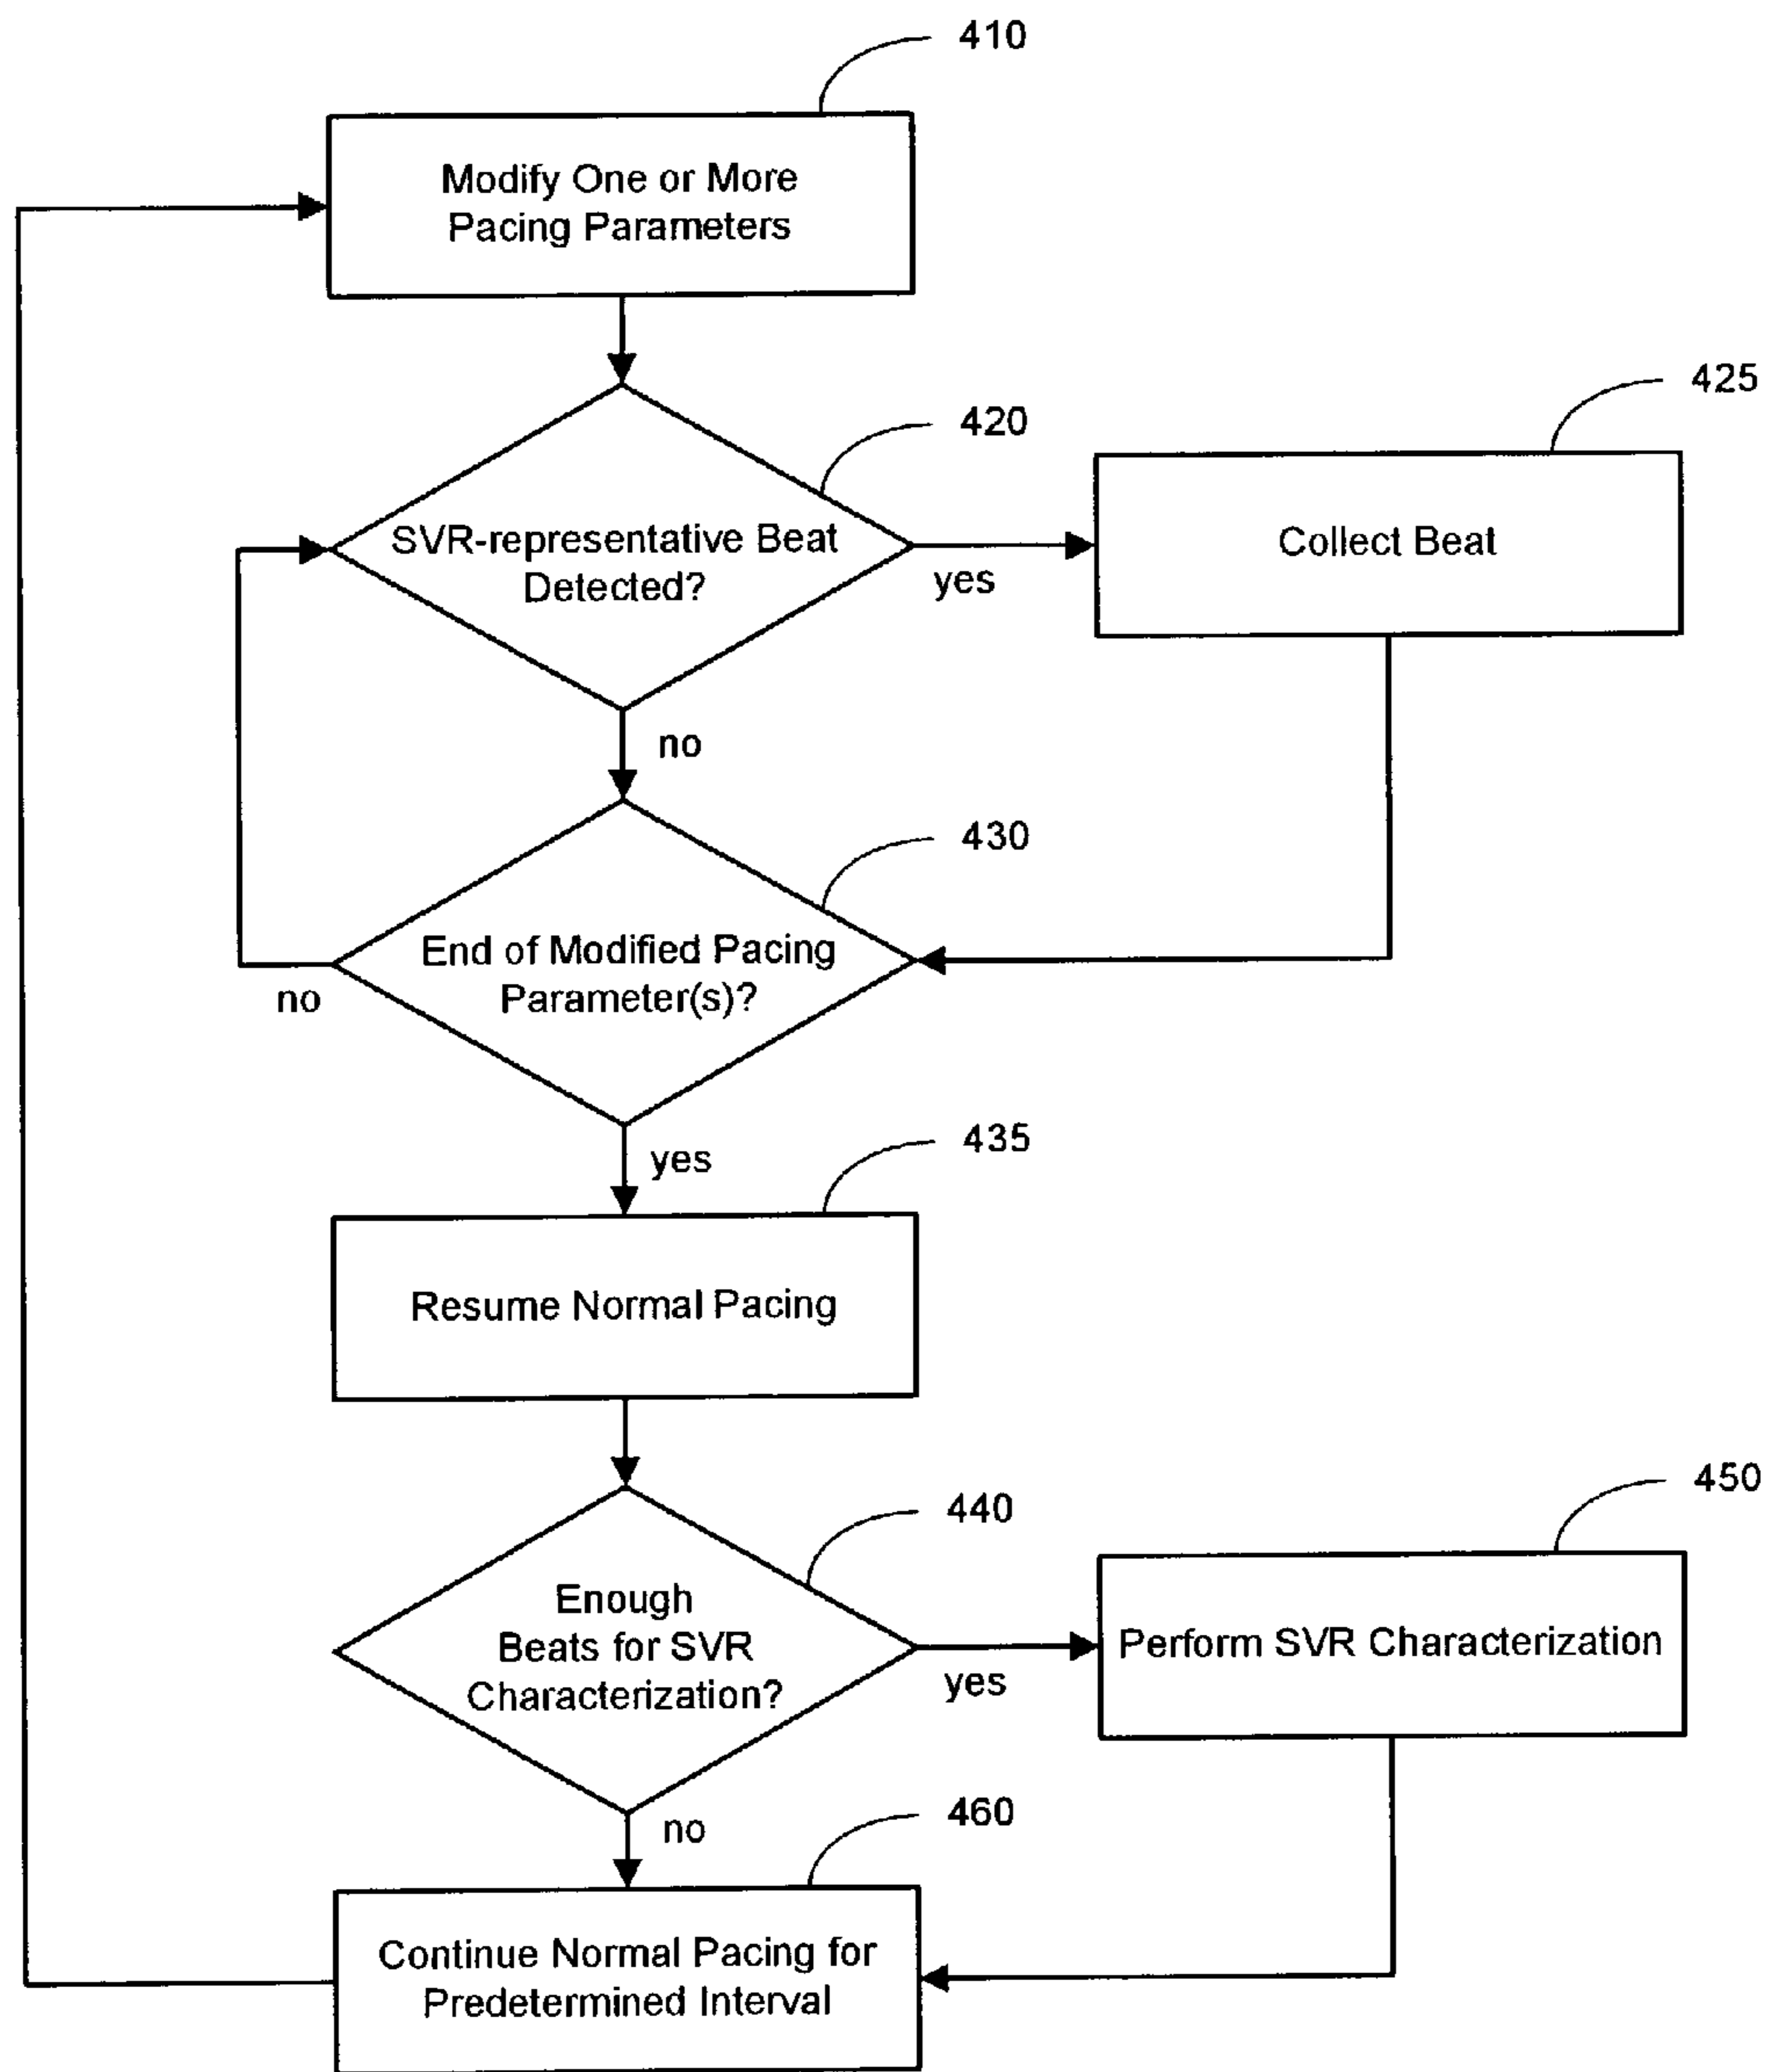 410
Modify One or More
Pacing Parameters
420
425
SVR-representative Beat
Detected?
yes
Collect Beat
no
430
End of Modified Pacing
Parameter(s)?
no
yes
435
Resume Normal Pacing
440
450
Enough
Beats for SVR
Characterization?
yes
Perform SVR Characterization
no
460
Continue Normal Pacing for
Predetermined Interval